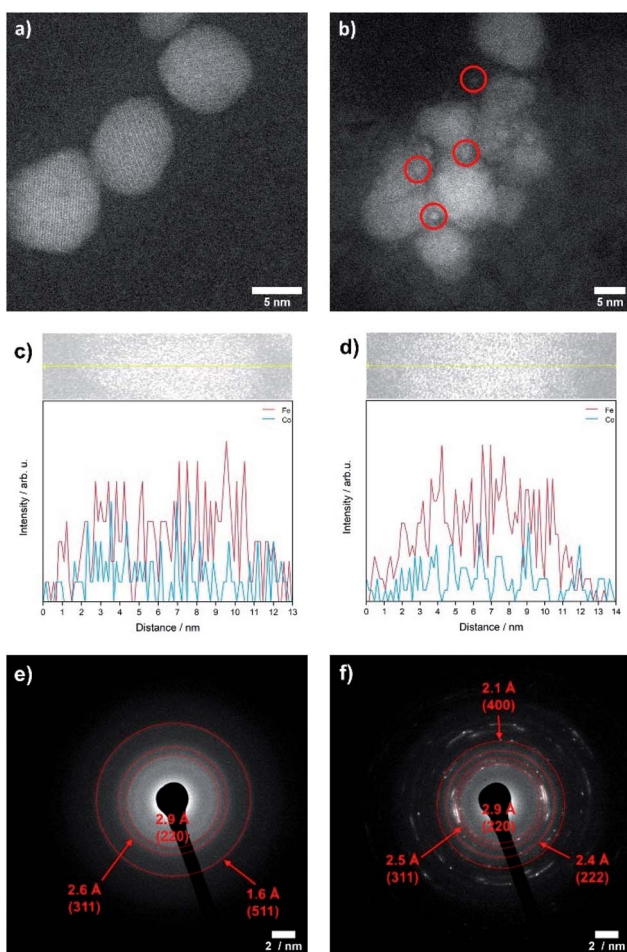 a)
5 nm
b)
5 nm
c)
Fe
Co
Intensity / arb. u.
0 1 2 3 4 5 6 7 8 9 10 11 12 13
Distance / nm
d)
Fe
Co
Intensity / arb. u.
0 1 2 3 4 5 6 7 8 9 10 11 12 13 14
Distance / nm
e)
2.9 Å
(220)
2.6 Å
(311)
1.6 Å
(511)
2 / nm
f)
2.1 Å
(400)
2.9 Å
(220)
2.5 Å
(311)
2.4 Å
(222)
2 / nm